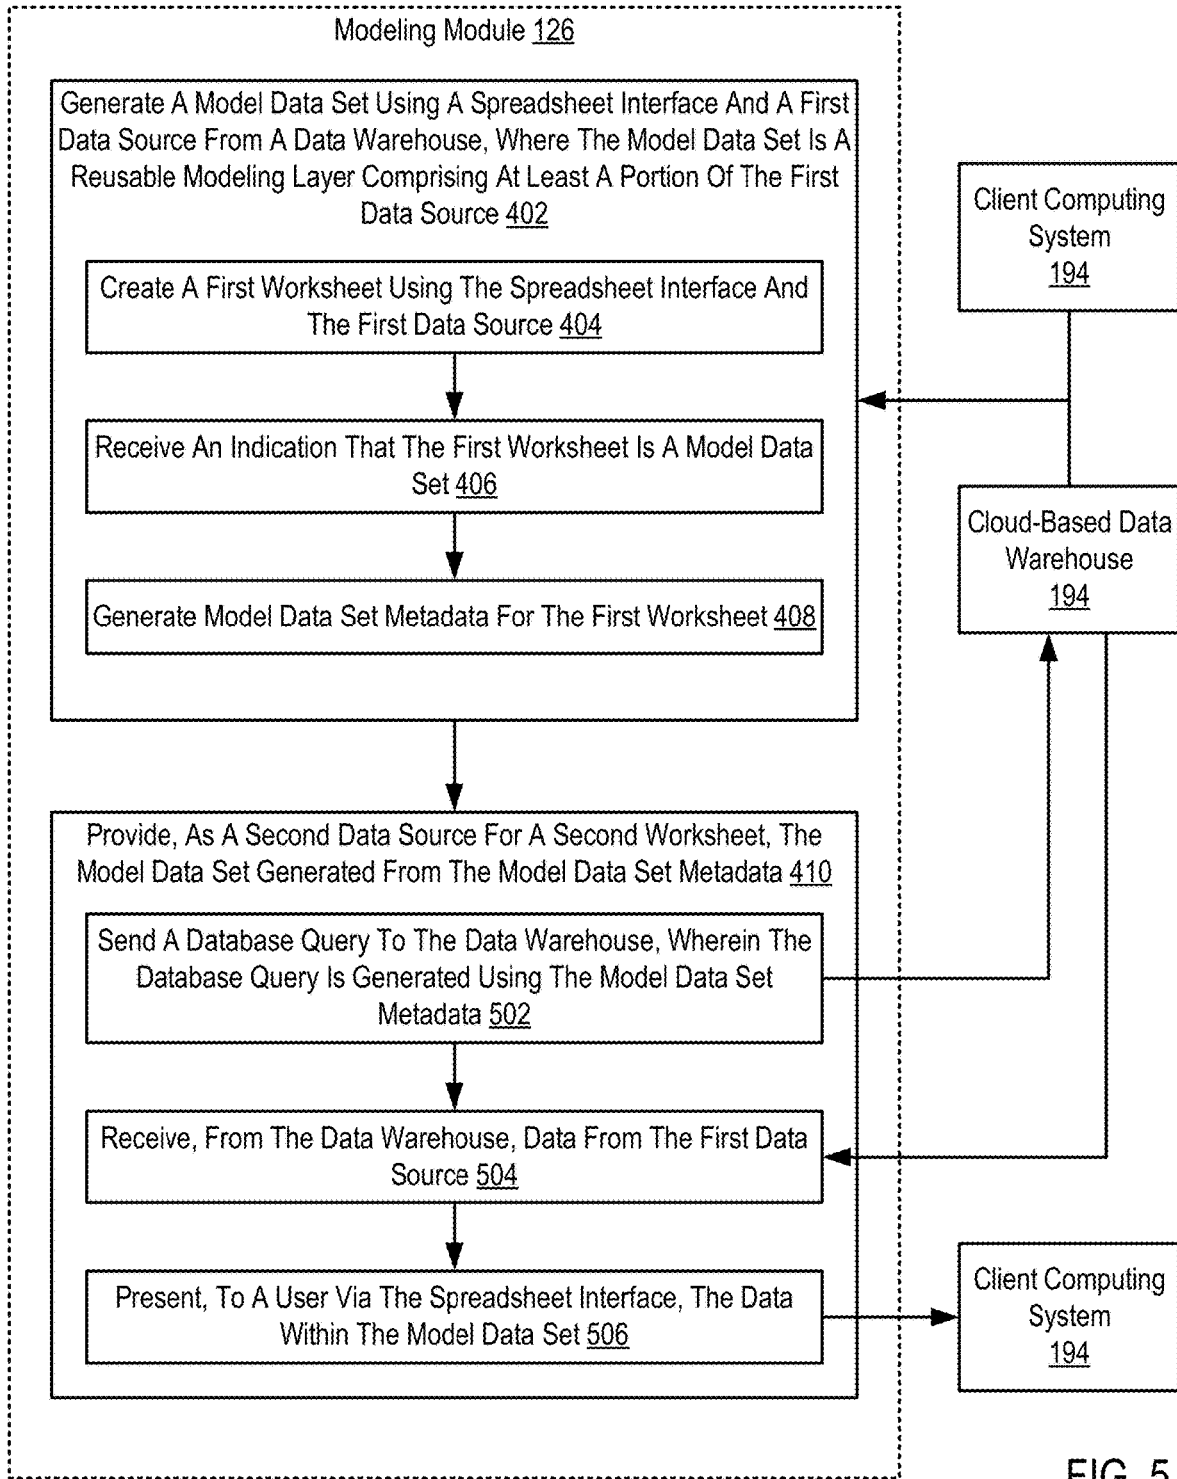 Modeling Module 126
Generate A Model Data Set Using A Spreadsheet Interface And A First
Data Source From A Data Warehouse, Where The Model Data Set Is A
Reusable Modeling Layer Comprising At Least A Portion Of The First
Data Source 402
Create A First Worksheet Using The Spreadsheet Interface And
The First Data Source 404
Receive An Indication That The First Worksheet Is A Model Data
Set 406
Generate Model Data Set Metadata For The First Worksheet 408
Client Computing
System
194
Cloud-Based Data
Warehouse
194
Provide, As A Second Data Source For A Second Worksheet, The
Model Data Set Generated From The Model Data Set Metadata 410
Send A Database Query To The Data Warehouse, Wherein The
Database Query Is Generated Using The Model Data Set
Metadata 502
Receive, From The Data Warehouse, Data From The First Data
Source 504
Present, To A User Via The Spreadsheet Interface, The Data
Within The Model Data Set 506
Client Computing
System
194
FIG. 5